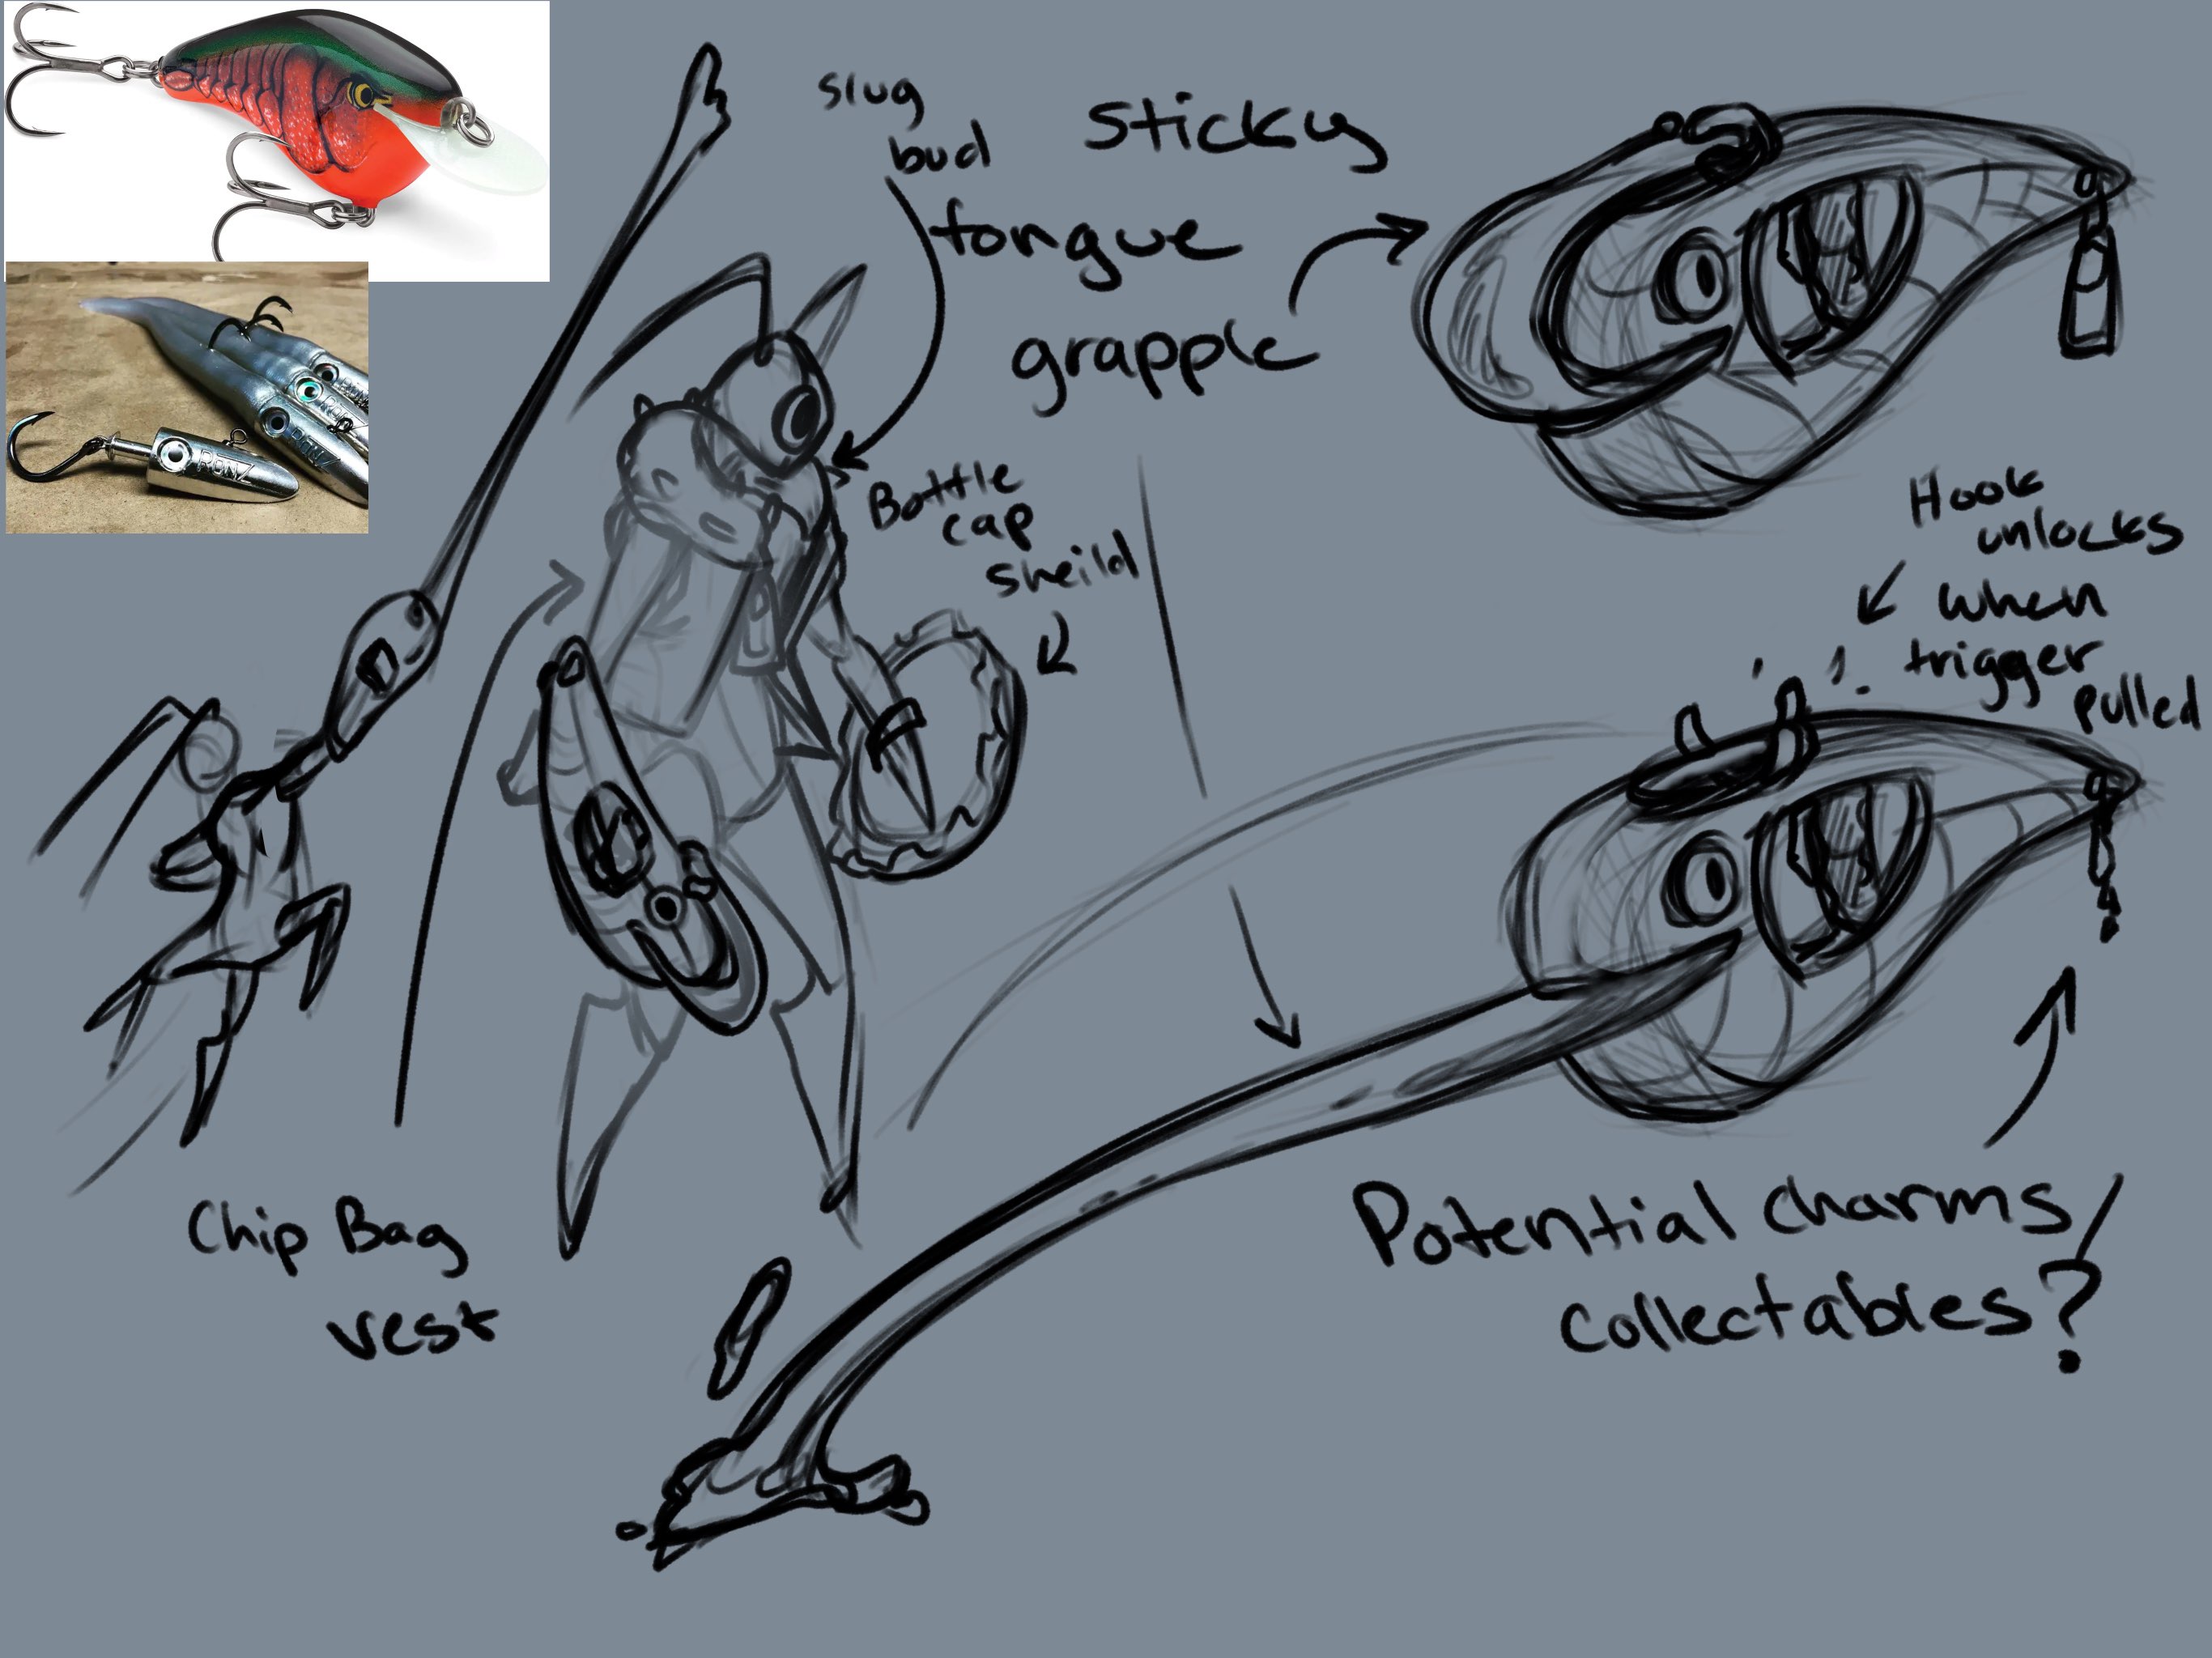 slug
bud
sticky
tongue
grapple
Bottle
cap
sheild
Hook
unlocks
when
trigger
pulled
Chip Bag
vest
Potential charms/
collectables?
RonZ